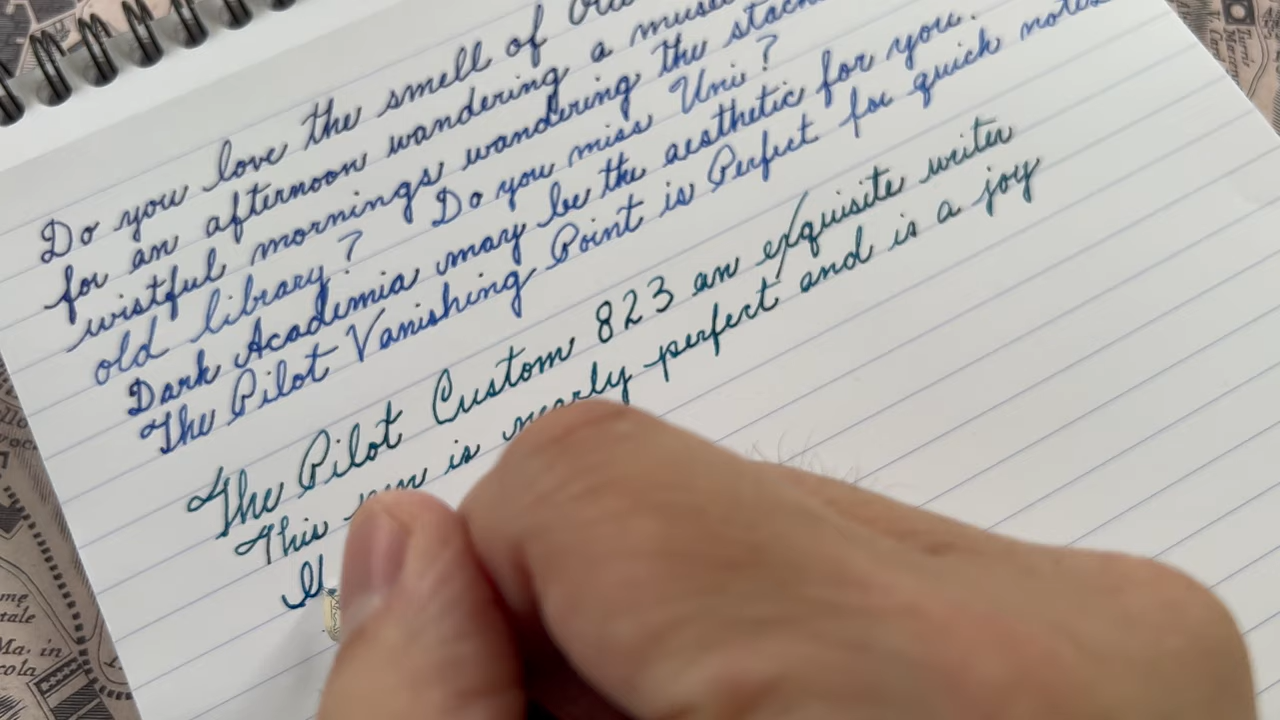 Do you love the smell of
for an afternoon wandering a
wistful mornings wandering the
old library? Do you miss Uni?
Dark Academia may be the aesthetic for you.
The Pilot Vanishing Point is Perfect for quick notes
The Pilot Custom 823 an exquisite writer
This pen is nearly perfect and is a joy